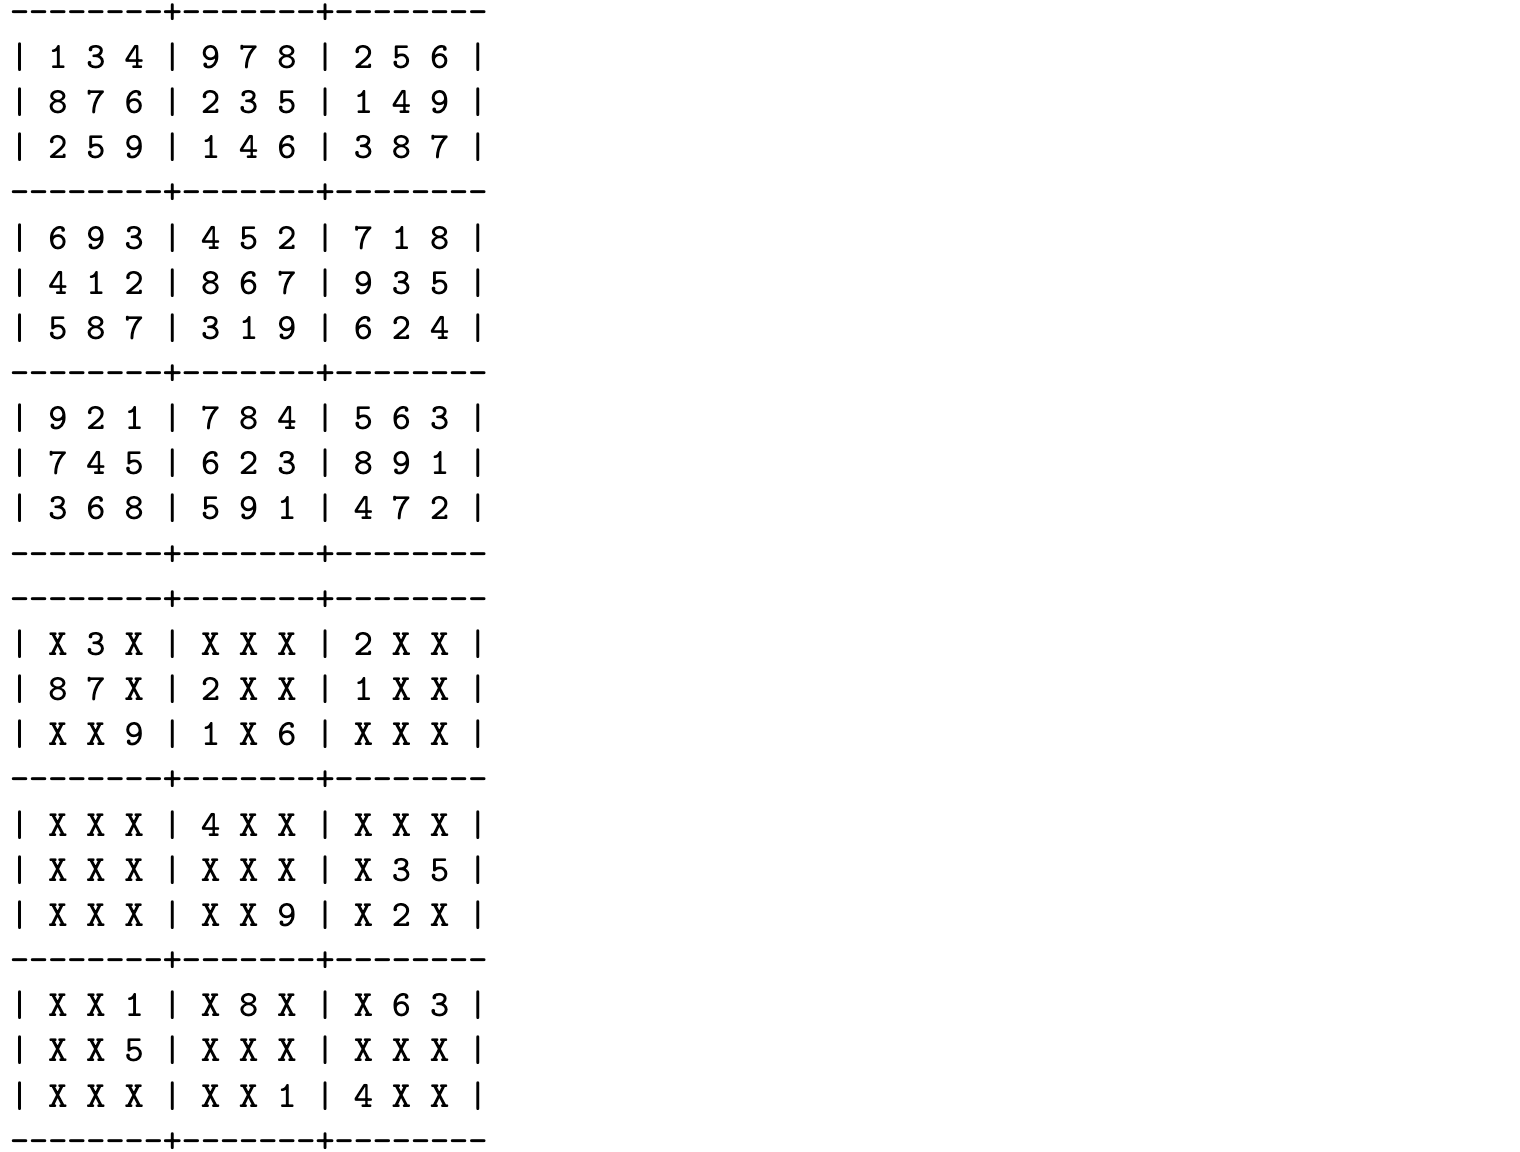 --------+-------+--------
| 1 3 4 | 9 7 8 | 2 5 6 |
| 8 7 6 | 2 3 5 | 1 4 9 |
| 2 5 9 | 1 4 6 | 3 8 7 |
--------+-------+--------
| 6 9 3 | 4 5 2 | 7 1 8 |
| 4 1 2 | 8 6 7 | 9 3 5 |
| 5 8 7 | 3 1 9 | 6 2 4 |
--------+-------+--------
| 9 2 1 | 7 8 4 | 5 6 3 |
| 7 4 5 | 6 2 3 | 8 9 1 |
| 3 6 8 | 5 9 1 | 4 7 2 |
--------+-------+--------
--------+-------+--------
| X 3 X | X X X | 2 X X |
| 8 7 X | 2 X X | 1 X X |
| X X 9 | 1 X 6 | X X X |
--------+-------+--------
| X X X | 4 X X | X X X |
| X X X | X X X | X 3 5 |
| X X X | X X 9 | X 2 X |
--------+-------+--------
| X X 1 | X 8 X | X 6 3 |
| X X 5 | X X X | X X X |
| X X X | X X 1 | 4 X X |
--------+-------+--------